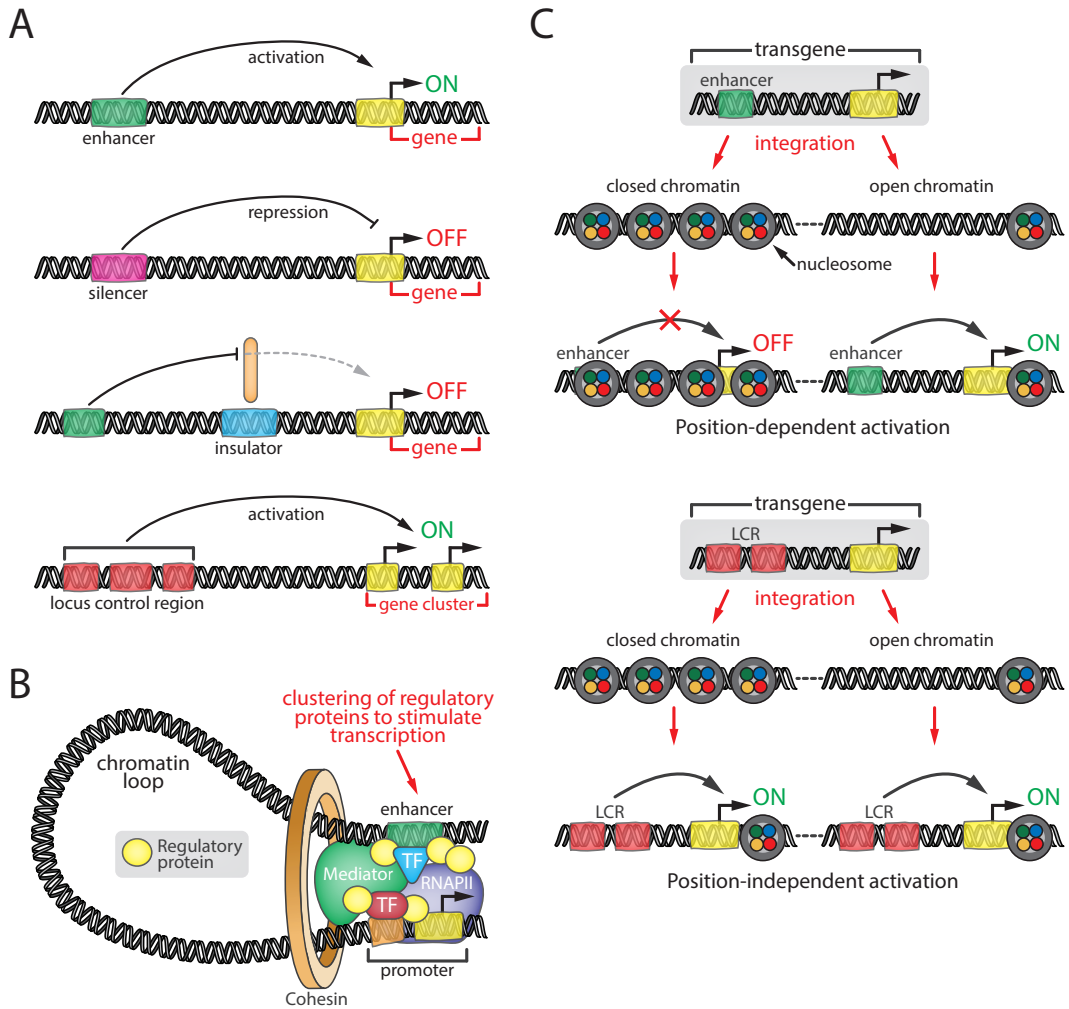 A
activation
ON
enhancer
gene
repression
OFF
silencer
gene
OFF
insulator
gene
activation
ON
locus control region
gene cluster
B
clustering of regulatory
proteins to stimulate
transcription
chromatin
loop
enhancer
Regulatory
protein
Mediator
TF
RNAPII
TF
promoter
Cohesin
C
transgene
enhancer
integration
closed chromatin
open chromatin
nucleosome
enhancer
OFF
enhancer
ON
Position-dependent activation
transgene
LCR
integration
closed chromatin
open chromatin
LCR
ON
LCR
ON
Position-independent activation